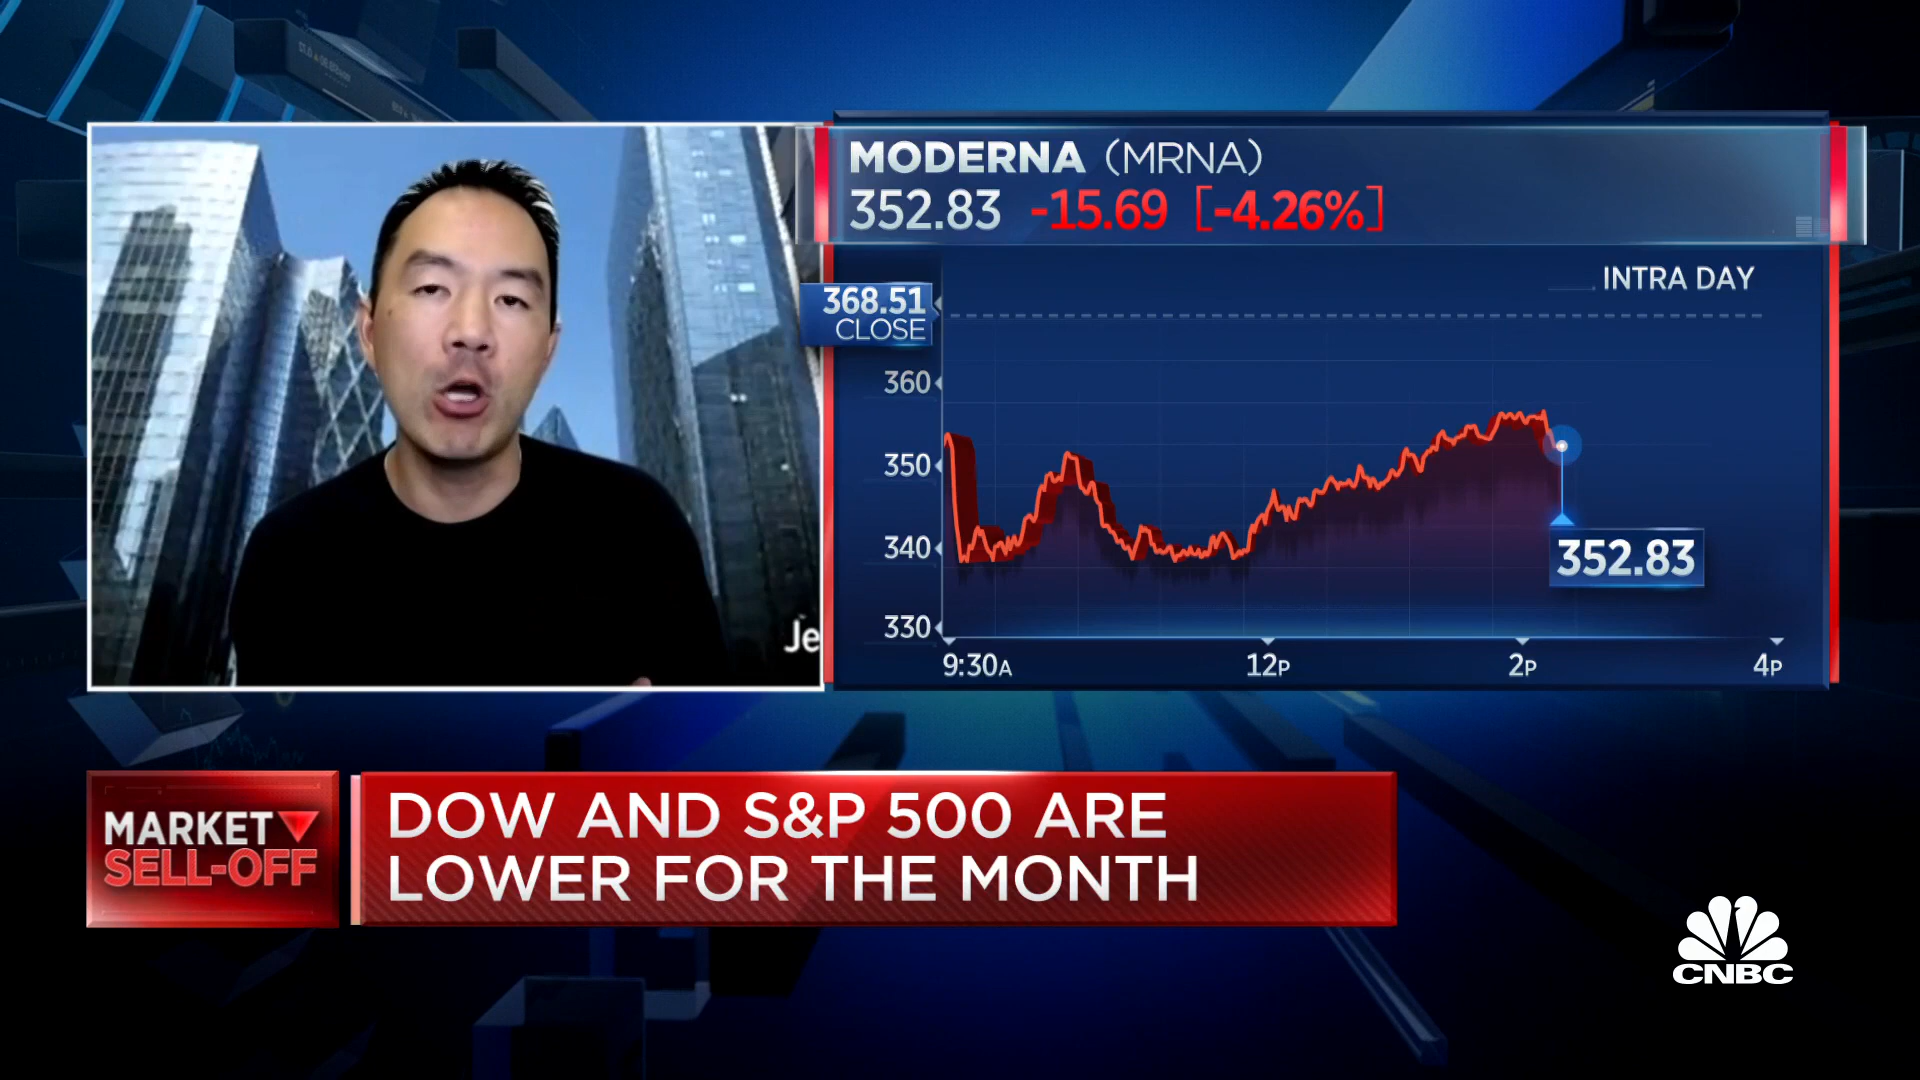 MODERNA (MRNA)
352.83 -15.69 [-4.26%]
INTRA DAY
368.51
CLOSE
360
350
340
330
352.83
9:30A 12P 2P 4P
Je
MARKET
SELL-OFF
DOW AND S&P 500 ARE
LOWER FOR THE MONTH
CNBC